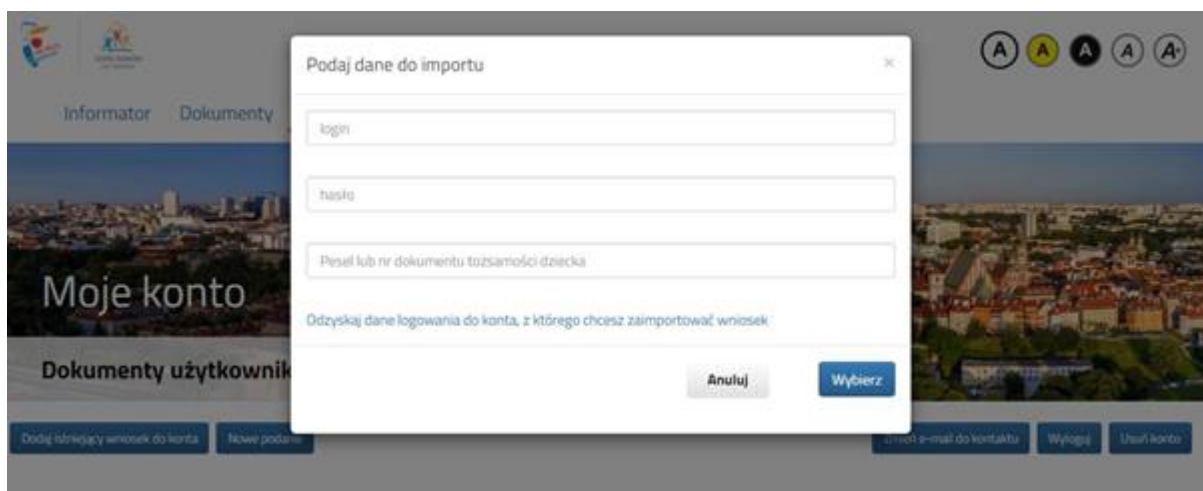 Podaj dane do importu
×
A A A A A+
Informator Dokumenty
login
hasło
Pesel lub nr dokumentu tożsamości dziecka
Moje konto
Odzyskaj dane logowania do konta, z którego chcesz zaimportować wniosek
Dokumenty użytkownik
Anuluj Wybierz
Dodaj istniejący wniosek do konta Nowe podanie Zmień e-mail do kontaktu Wyloguj Usuń konto